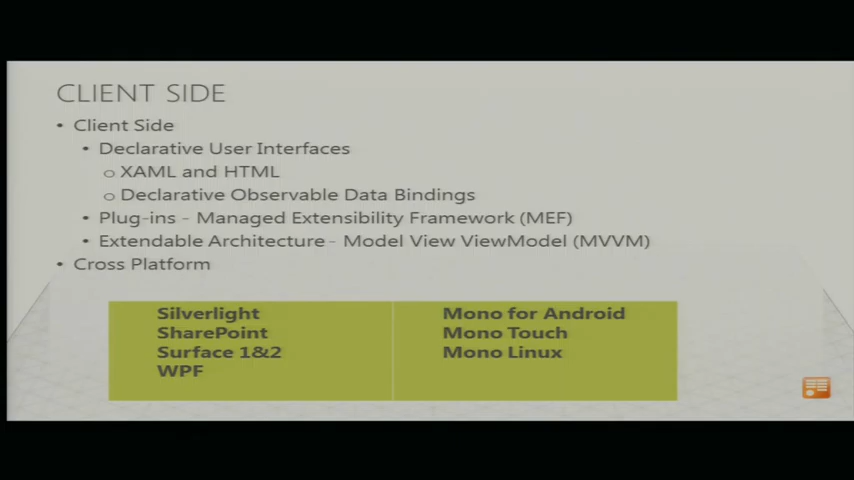 CLIENT SIDE
• Client Side
• Declarative User Interfaces
o XAML and HTML
o Declarative Observable Data Bindings
• Plug-ins - Managed Extensibility Framework (MEF)
• Extendable Architecture - Model View ViewModel (MVVM)
• Cross Platform
Silverlight
SharePoint
Surface 1&2
WPF
Mono for Android
Mono Touch
Mono Linux